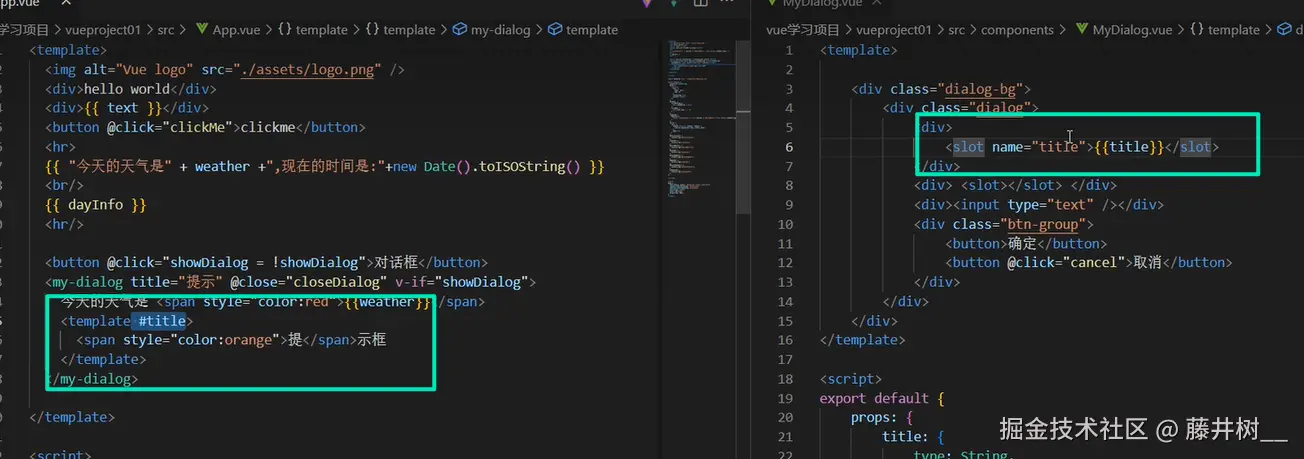 App.vue
学习项目 > vueproject01 > src > App.vue > {} template > {} template > my-dialog > template
<template>
<img alt="Vue logo" src="./assets/logo.png" />
<div>hello world</div>
<div>{{ text }}</div>
<button @click="clickMe">clickme</button>
<hr>
{{ "今天的天气是" + weather +",现在的时间是:"+new Date().toISOString() }}
<br/>
{{ dayInfo }}
<hr/>
<button @click="showDialog = !showDialog">对话框</button>
<my-dialog title="提示" @close="closeDialog" v-if="showDialog">
今天的天气是 <span style="color:red">{{weather}}</span>
<template #title>
<span style="color:orange">提</span>示框
</template>
</my-dialog>
</template>
<script>
MyDialog.vue
vue学习项目 > vueproject01 > src > components > MyDialog.vue > {} template > d
1 <template>
2
3 <div class="dialog-bg">
4 <div class="dialog">
5 <div>
6 <slot name="title">{{title}}</slot>
7 </div>
8 <div> <slot></slot> </div>
9 <div><input type="text" /></div>
10 <div class="btn-group">
11 <button>确定</button>
12 <button @click="cancel">取消</button>
13 </div>
14 </div>
15 </div>
16 </template>
17
18 <script>
19 export default {
20 props: {
21 title: {
22 type: String,
掘金技术社区 @ 藤井树__